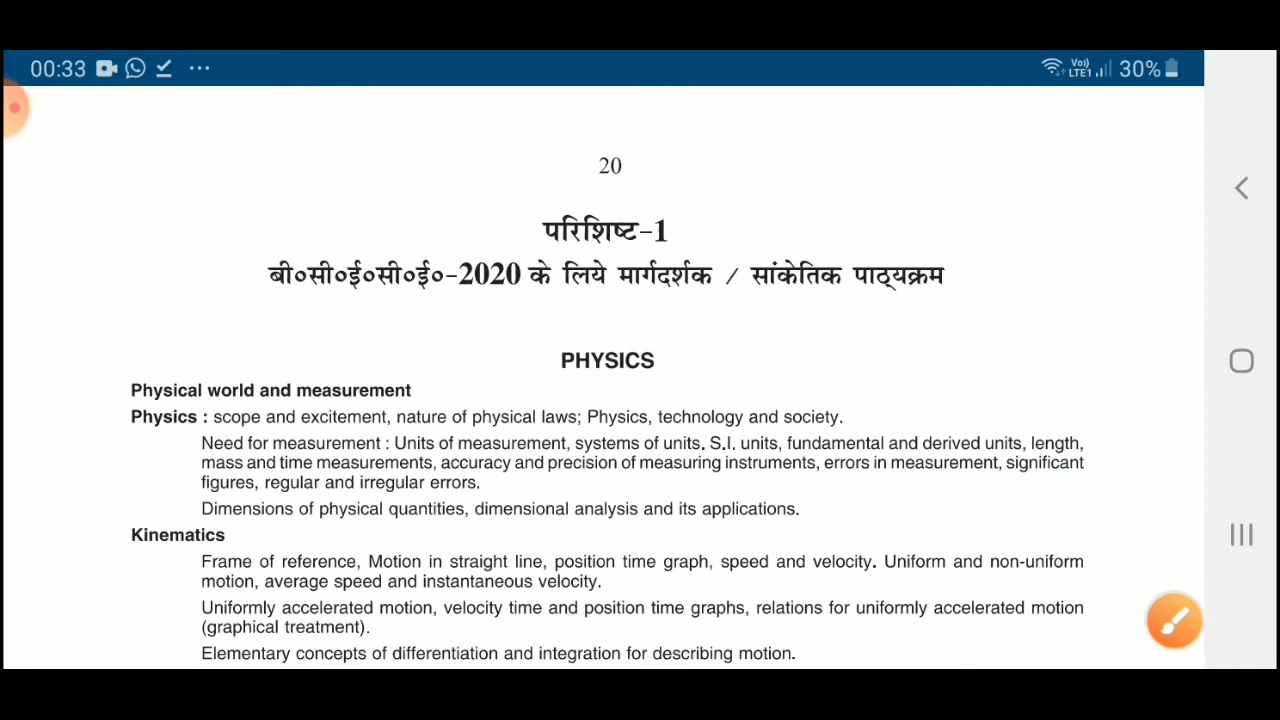 00:33
Vo)) LTE1 30%
20
परिशिष्ट-1
बी०सी०ई०सी०ई०-2020 के लिये मार्गदर्शक / सांकेतिक पाठ्यक्रम
PHYSICS
Physical world and measurement
Physics : scope and excitement, nature of physical laws; Physics, technology and society.
Need for measurement : Units of measurement, systems of units. S.I. units, fundamental and derived units, length,
mass and time measurements, accuracy and precision of measuring instruments, errors in measurement, significant
figures, regular and irregular errors.
Dimensions of physical quantities, dimensional analysis and its applications.
Kinematics
Frame of reference, Motion in straight line, position time graph, speed and velocity. Uniform and non-uniform
motion, average speed and instantaneous velocity.
Uniformly accelerated motion, velocity time and position time graphs, relations for uniformly accelerated motion
(graphical treatment).
Elementary concepts of differentiation and integration for describing motion.